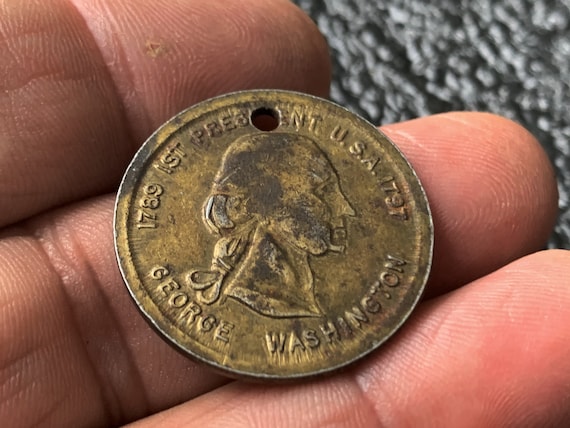 1789 1ST PRESIDENT U.S.A. 1797
GEORGE WASHINGTON